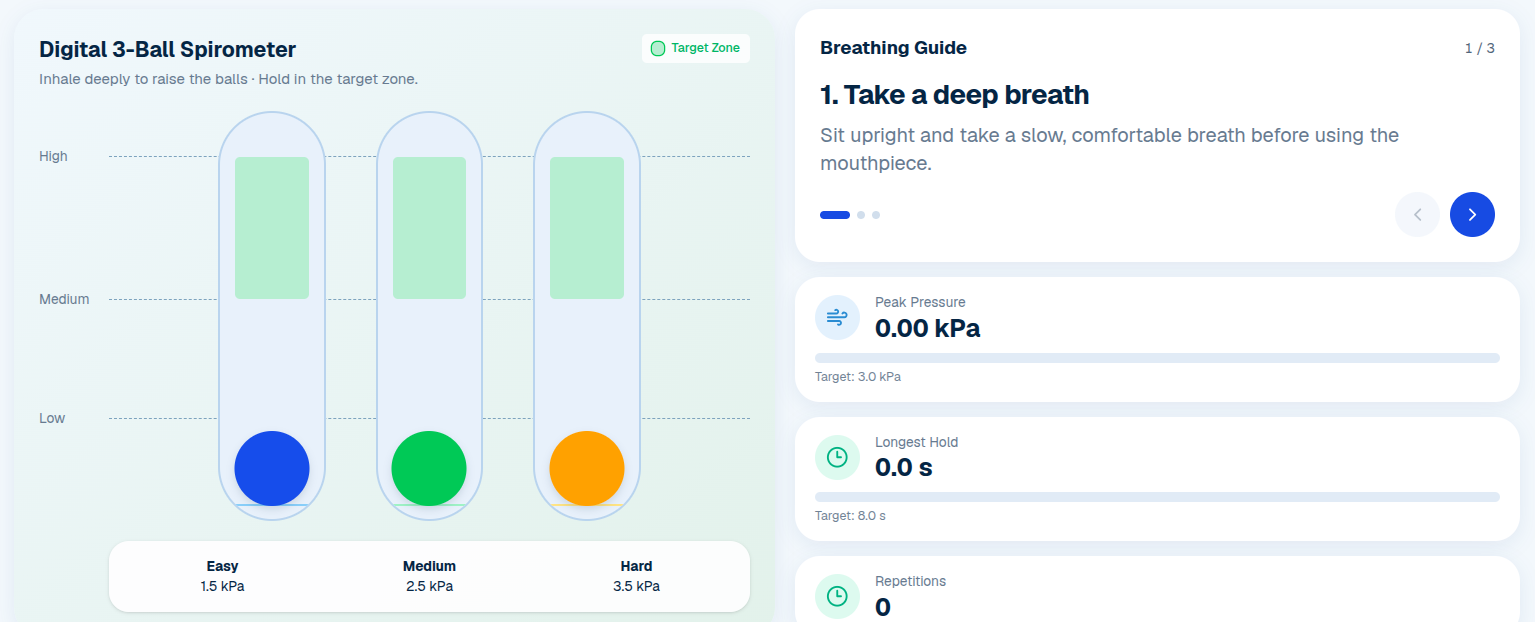 Digital 3-Ball Spirometer
Target Zone
Inhale deeply to raise the balls · Hold in the target zone.
High
Medium
Low
Easy
Medium
Hard
1.5 kPa
2.5 kPa
3.5 kPa
Breathing Guide
1 / 3
1. Take a deep breath
Sit upright and take a slow, comfortable breath before using the
mouthpiece.
Peak Pressure
0.00 kPa
Target: 3.0 kPa
Longest Hold
0.0 s
Target: 8.0 s
Repetitions
0